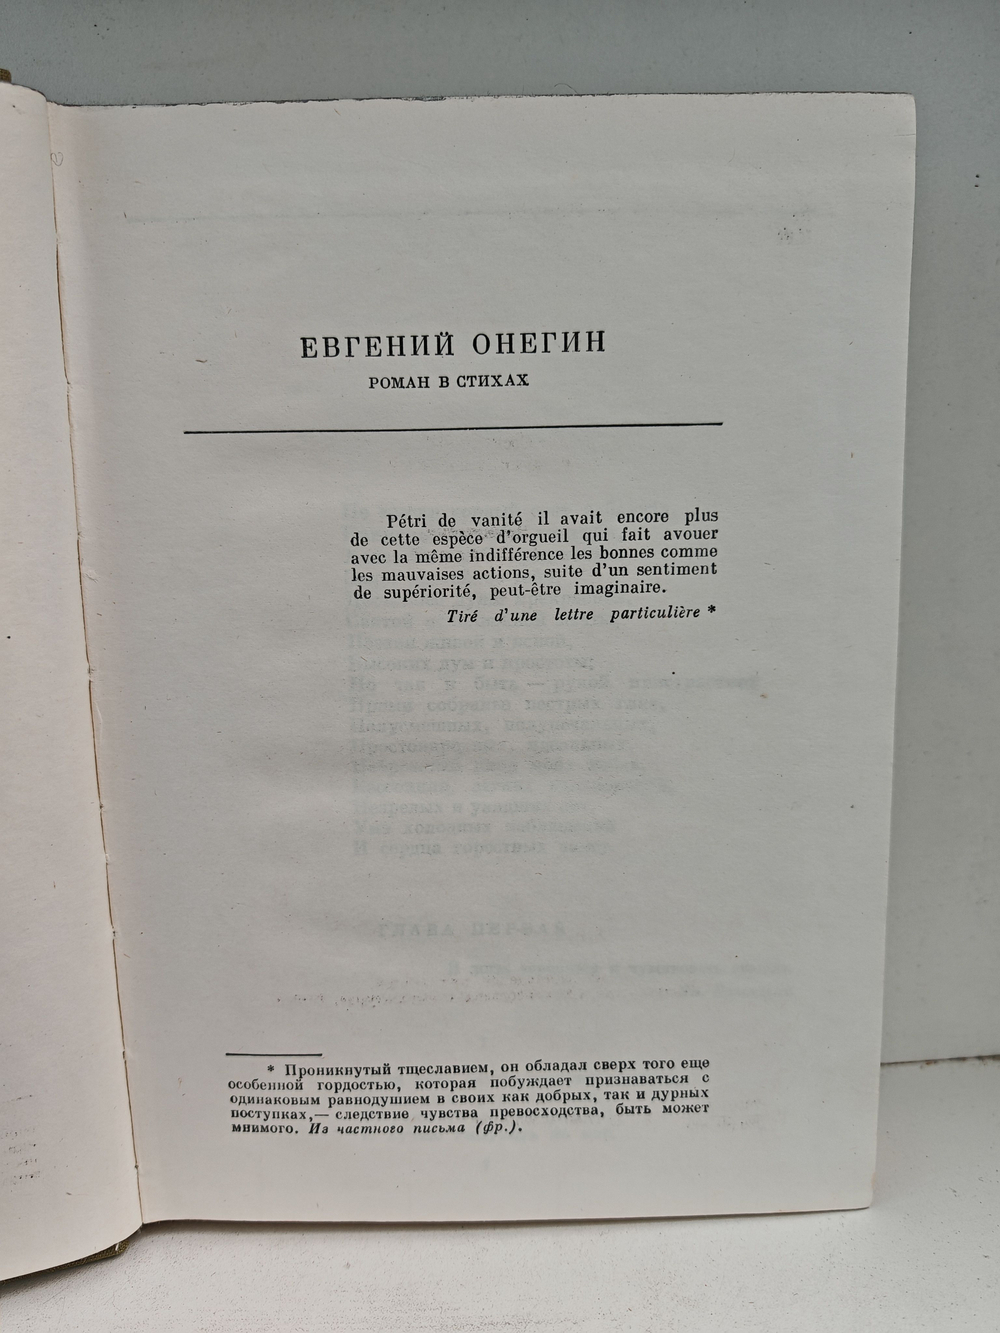 ЕВГЕНИЙ ОНЕГИН
РОМАН В СТИХАХ
Pétri de vanité il avait encore plus
de cette espèce d'orgueil qui fait avouer
avec la même indifférence les bonnes comme
les mauvaises actions, suite d'un sentiment
de supériorité, peut-être imaginaire.
Tiré d'une lettre particulière *
* Проникнутый тщеславием, он обладал сверх того еще
особенной гордостью, которая побуждает признаваться с
одинаковым равнодушием в своих как добрых, так и дурных
поступках,— следствие чувства превосходства, быть может
мнимого. Из частного письма (фр.).